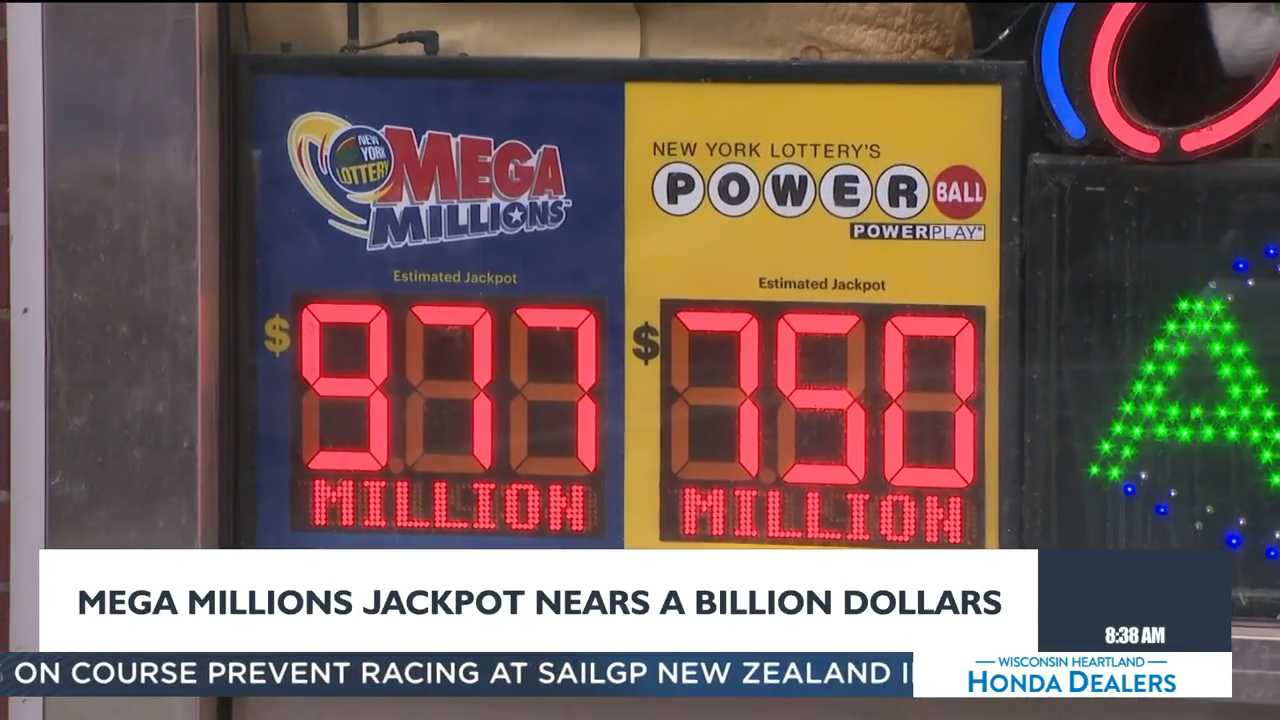 NEW
YORK
LOTTERY
MEGA
MILLIONS
Estimated Jackpot
$ 977
MILLION
NEW YORK LOTTERY'S
POWER BALL
POWERPLAY®
Estimated Jackpot
$ 750
MILLION
A
MEGA MILLIONS JACKPOT NEARS A BILLION DOLLARS
8:38 AM
ON COURSE PREVENT RACING AT SAILGP NEW ZEALAND
WISCONSIN HEARTLAND
HONDA DEALERS